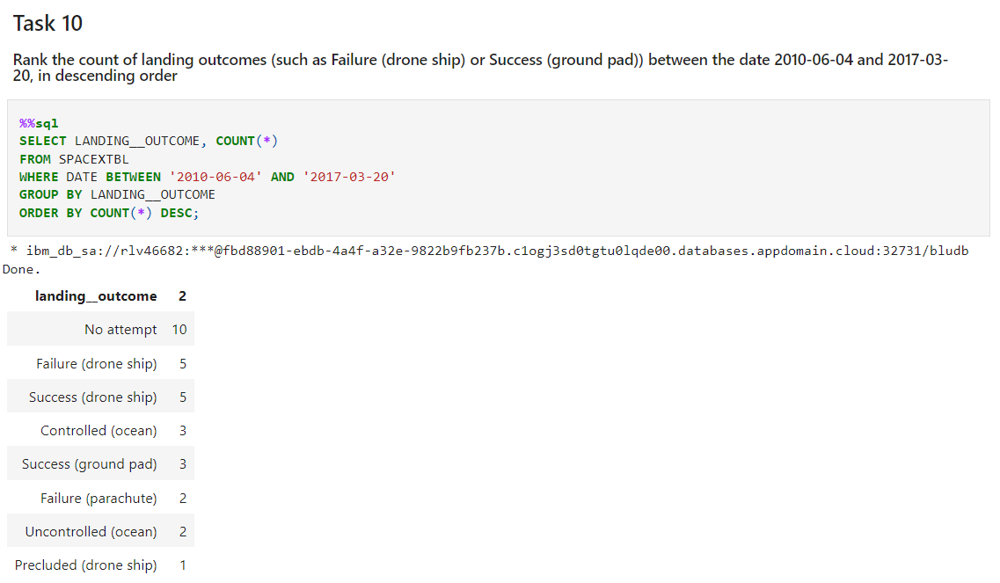 Task 10
Rank the count of landing outcomes (such as Failure (drone ship) or Success (ground pad)) between the date 2010-06-04 and 2017-03-
20, in descending order
%%sql
SELECT LANDING__OUTCOME, COUNT(*)
FROM SPACEXTBL
WHERE DATE BETWEEN '2010-06-04' AND '2017-03-20'
GROUP BY LANDING__OUTCOME
ORDER BY COUNT(*) DESC;
* ibm_db_sa://rlv46682:***@fbd88901-ebdb-4a4f-a32e-9822b9fb237b.c1ogj3sd0tgtu0lqde00.databases.appdomain.cloud:32731/bludb
Done.
landing__outcome 2
No attempt 10
Failure (drone ship) 5
Success (drone ship) 5
Controlled (ocean) 3
Success (ground pad) 3
Failure (parachute) 2
Uncontrolled (ocean) 2
Precluded (drone ship) 1